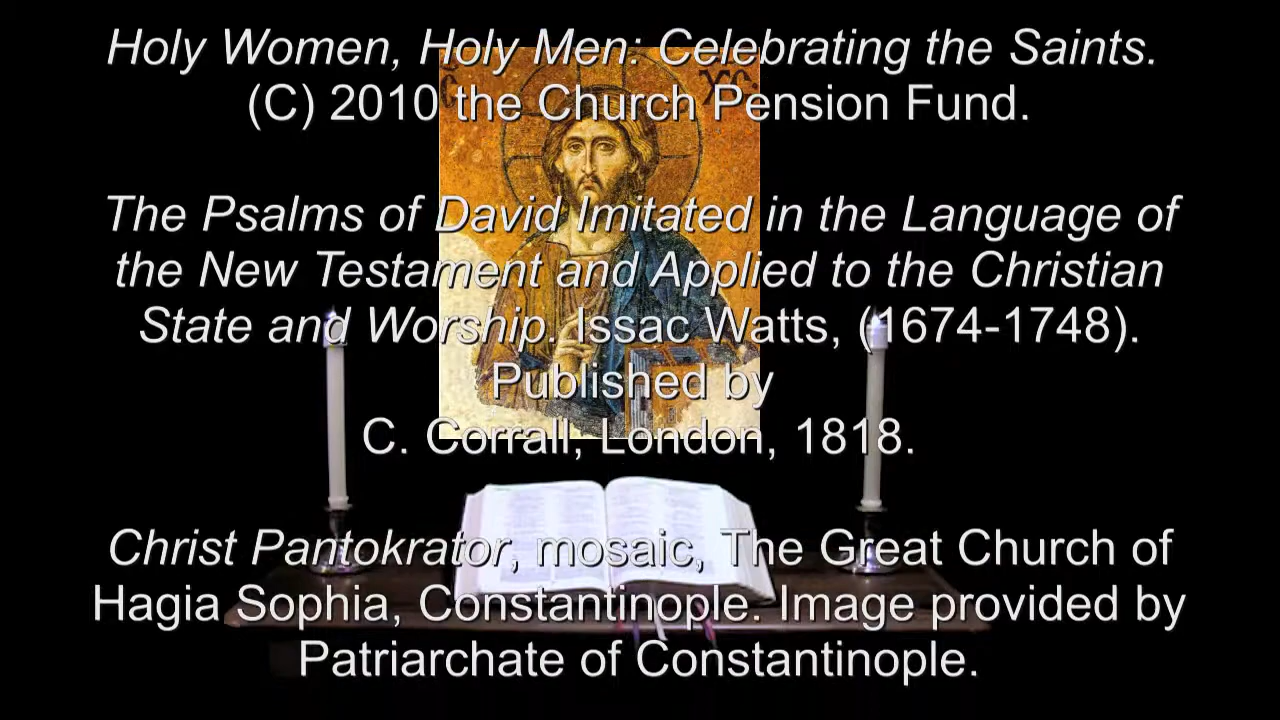 Holy Women, Holy Men: Celebrating the Saints.
(C) 2010 the Church Pension Fund.
The Psalms of David Imitated in the Language of
the New Testament and Applied to the Christian
State and Worship. Issac Watts, (1674-1748).
Published by
C. Corrall, London, 1818.
Christ Pantokrator, mosaic, The Great Church of
Hagia Sophia, Constantinople. Image provided by
Patriarchate of Constantinople.